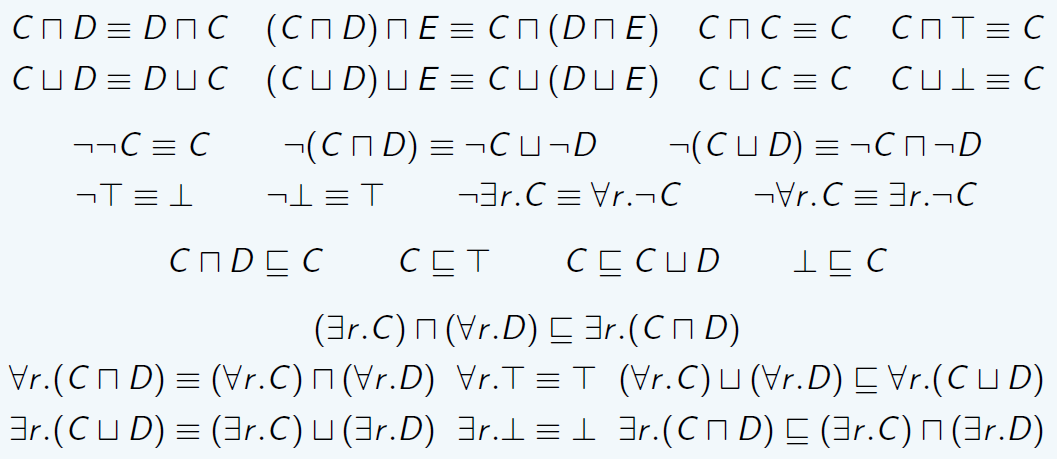 C ⊓ D ≡ D ⊓ C (C ⊓ D) ⊓ E ≡ C ⊓ (D ⊓ E) C ⊓ C ≡ C C ⊓ ⊤ ≡ C
C ⊔ D ≡ D ⊔ C (C ⊔ D) ⊔ E ≡ C ⊔ (D ⊔ E) C ⊔ C ≡ C C ⊔ ⊥ ≡ C
¬¬C ≡ C ¬(C ⊓ D) ≡ ¬C ⊔ ¬D ¬(C ⊔ D) ≡ ¬C ⊓ ¬D
¬⊤ ≡ ⊥ ¬⊥ ≡ ⊤ ¬∃r.C ≡ ∀r.¬C ¬∀r.C ≡ ∃r.¬C
C ⊓ D ⊑ C C ⊑ ⊤ C ⊑ C ⊔ D ⊥ ⊑ C
(∃r.C) ⊓ (∀r.D) ⊑ ∃r.(C ⊓ D)
∀r.(C ⊓ D) ≡ (∀r.C) ⊓ (∀r.D) ∀r.⊤ ≡ ⊤ (∀r.C) ⊔ (∀r.D) ⊑ ∀r.(C ⊔ D)
∃r.(C ⊔ D) ≡ (∃r.C) ⊔ (∃r.D) ∃r.⊥ ≡ ⊥ ∃r.(C ⊓ D) ⊑ (∃r.C) ⊓ (∃r.D)